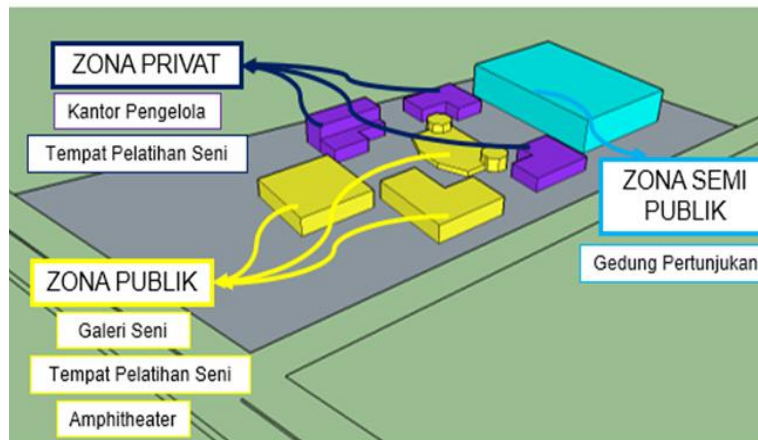 ZONA PRIVAT
Kantor Pengelola
Tempat Pelatihan Seni
ZONA SEMI
PUBLIK
Gedung Pertunjukan
ZONA PUBLIK
Galeri Seni
Tempat Pelatihan Seni
Amphitheater